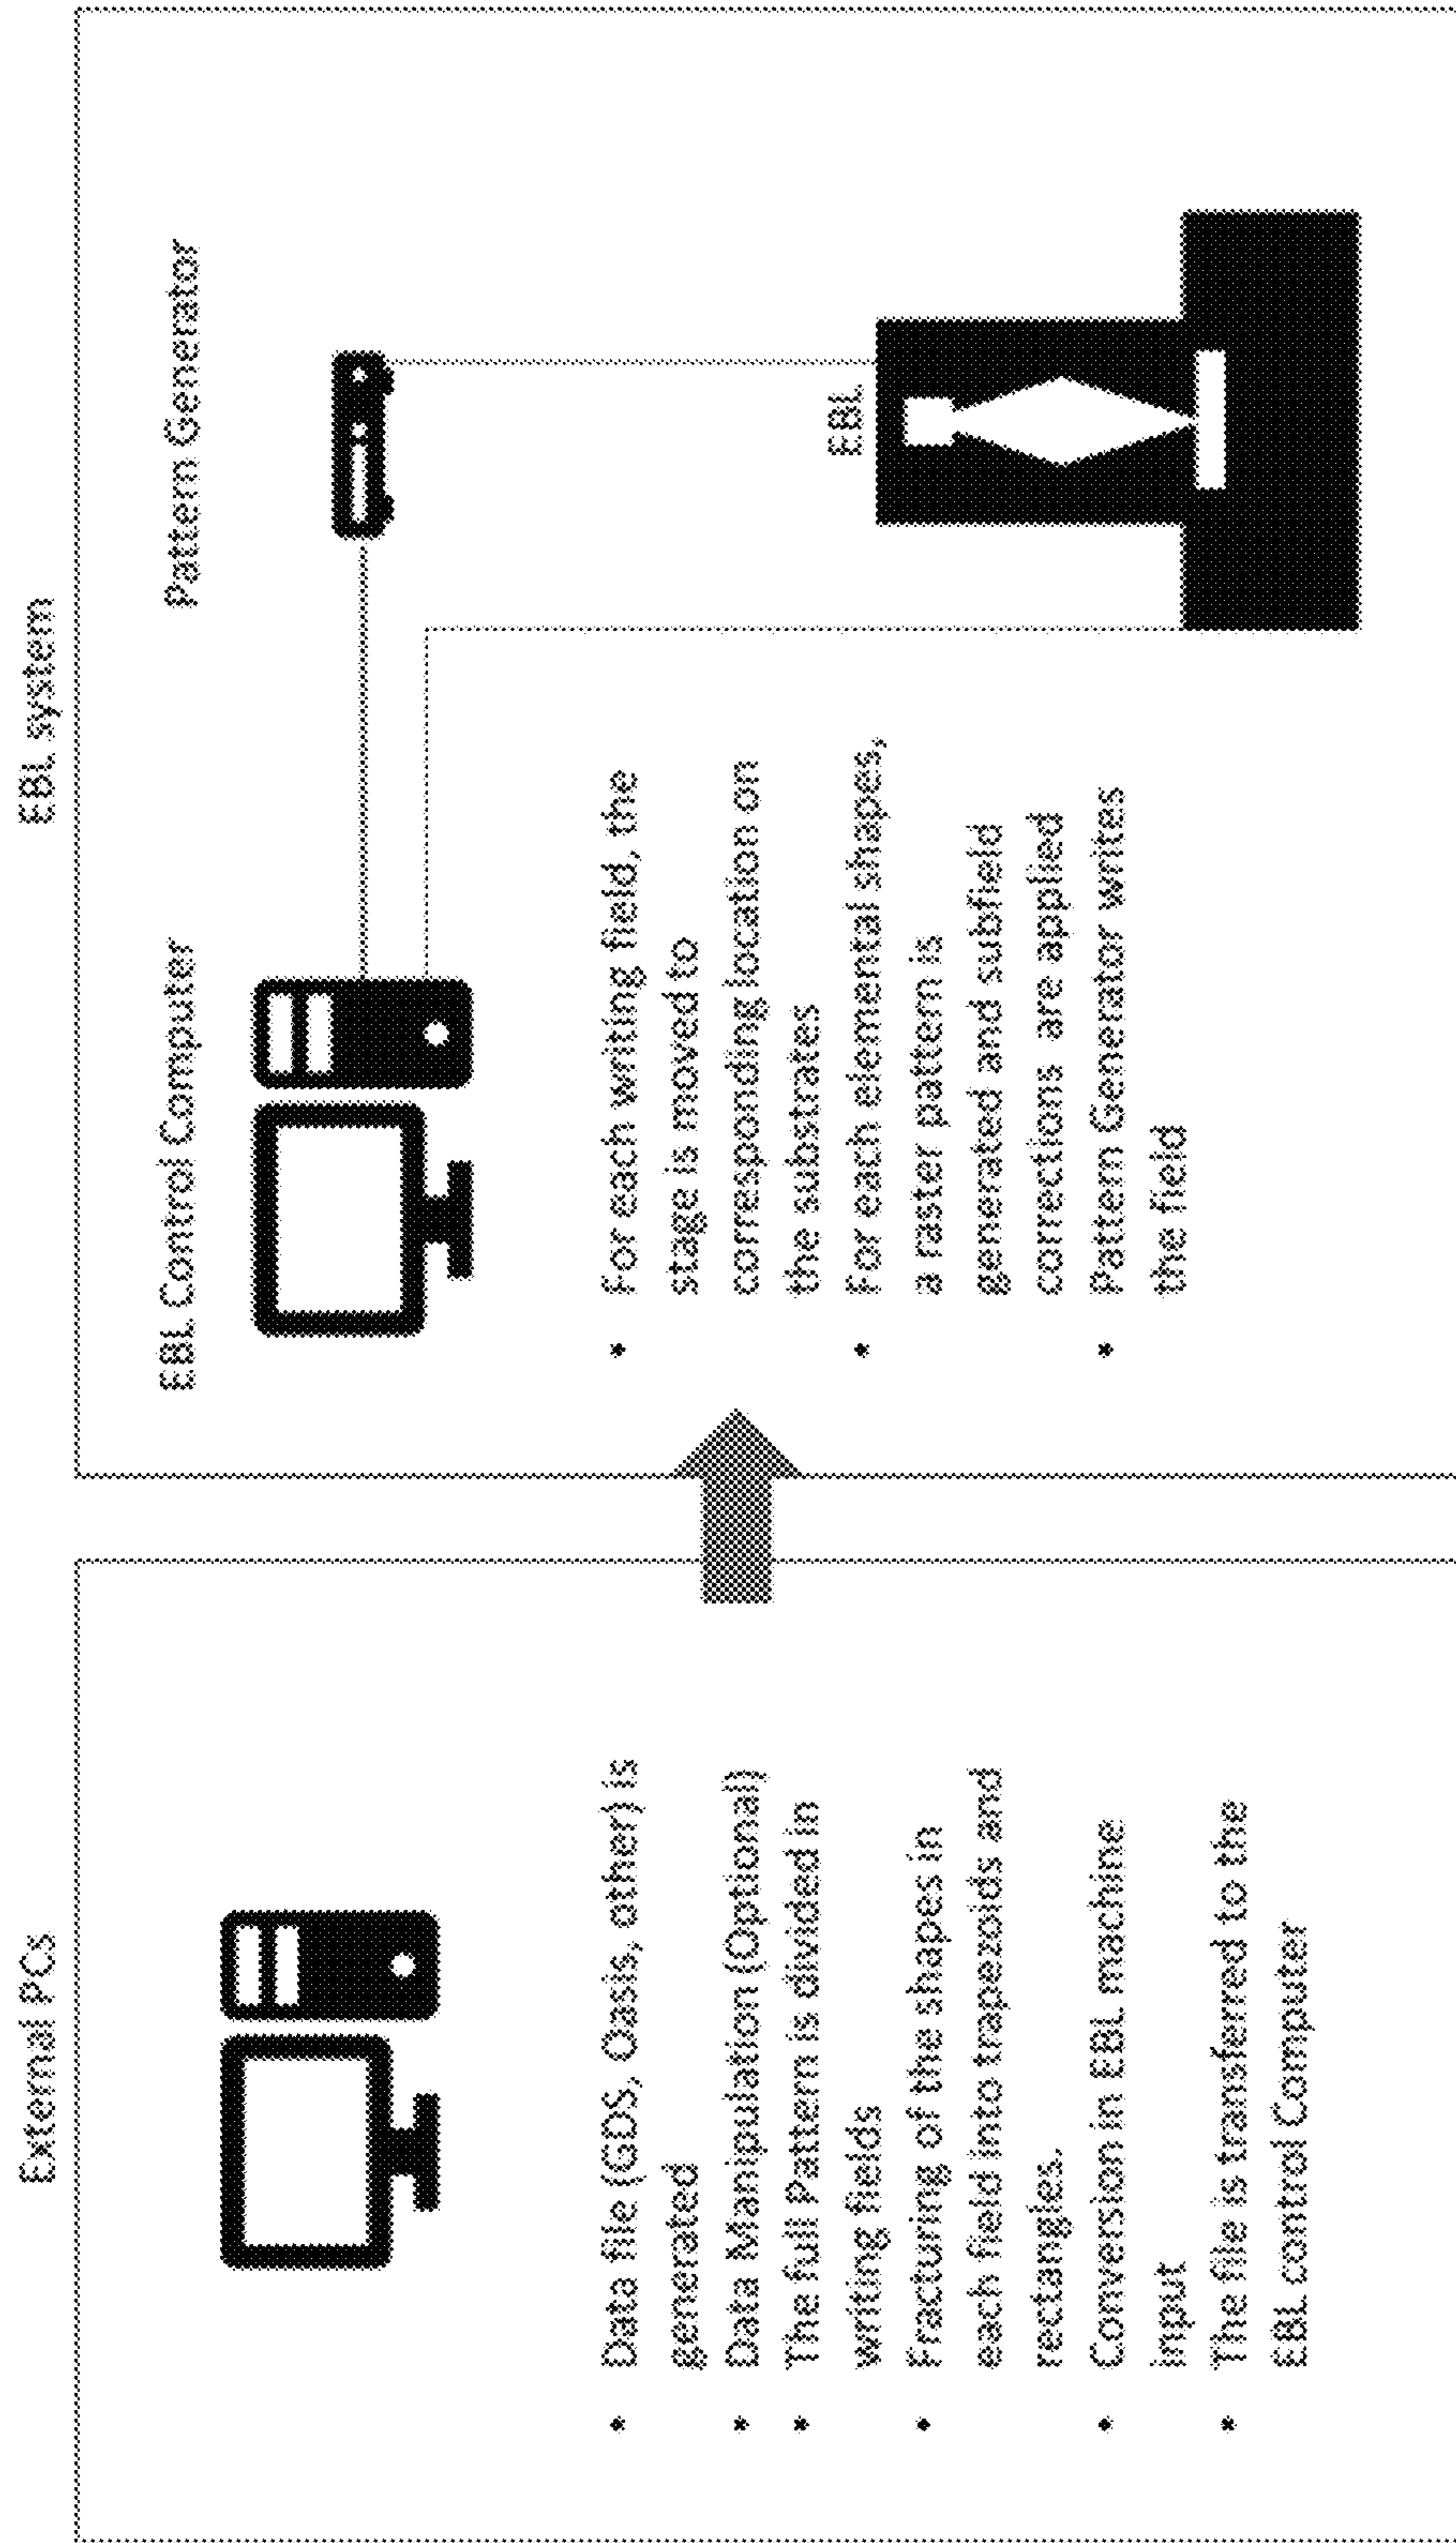 External PCs
• Data file (GDS, Oasis, other) is
generated
• Data Manipulation (Optional)
• The full Pattern is divided in
writing fields
• Fracturing of the shapes in
each field into trapezoids and
rectangles.
• Conversion in EBL machine
input
• The file is transferred to the
EBL control Computer
EBL system
EBL Control Computer
Pattern Generator
• For each writing field, the
stage is moved to
corresponding location on
the substrates
• For each elemental shapes,
a raster pattern is
generated and subfield
corrections are applied
• Pattern Generator writes
the field
EBL